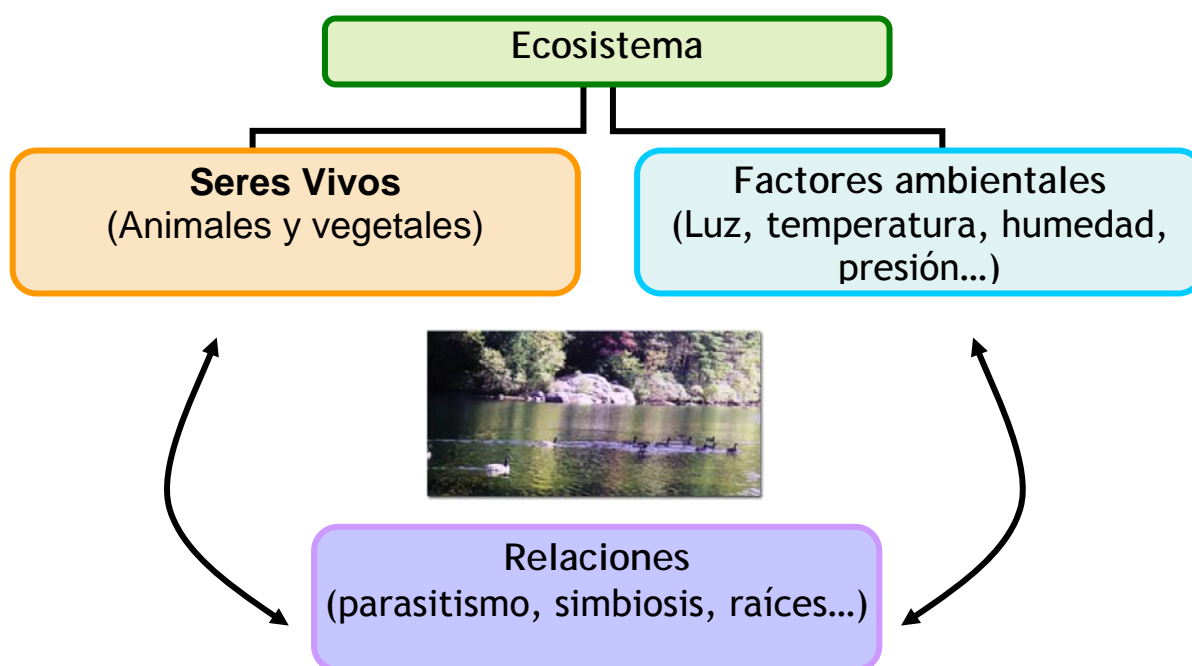 Ecosistema
Seres Vivos
(Animales y vegetales)
Factores ambientales
(Luz, temperatura, humedad,
presión…)
Relaciones
(parasitismo, simbiosis, raíces…)